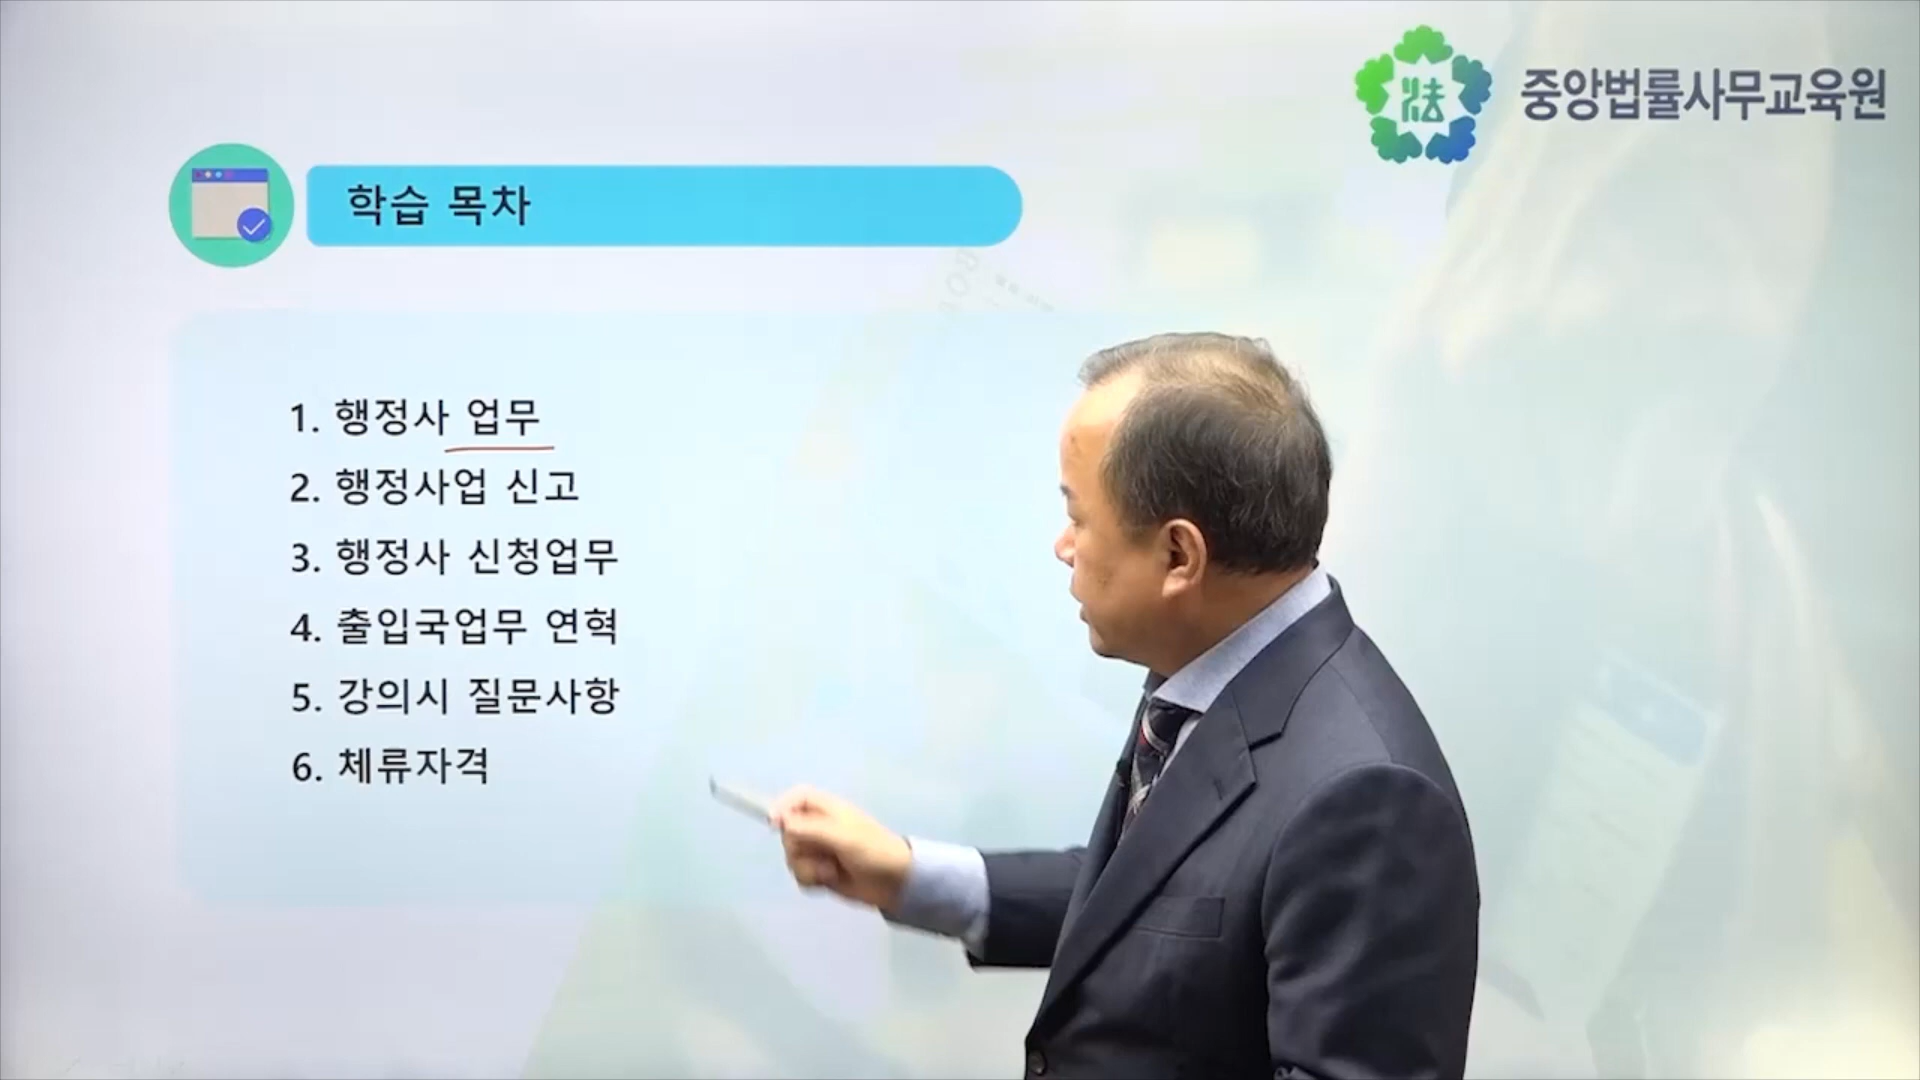 法 중앙법률사무교육원
학습 목차
1. 행정사 업무
2. 행정사업 신고
3. 행정사 신청업무
4. 출입국업무 연혁
5. 강의시 질문사항
6. 체류자격